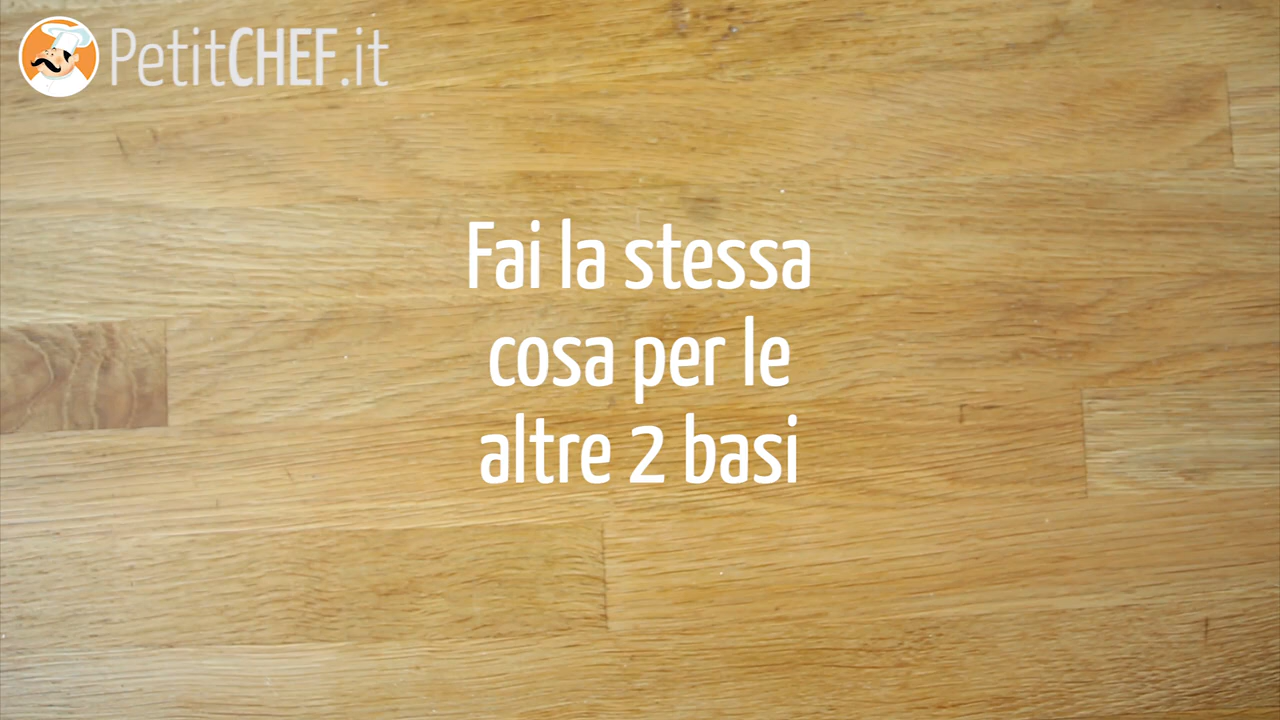 PetitCHEF.it
Fai la stessa
cosa per le
altre 2 basi